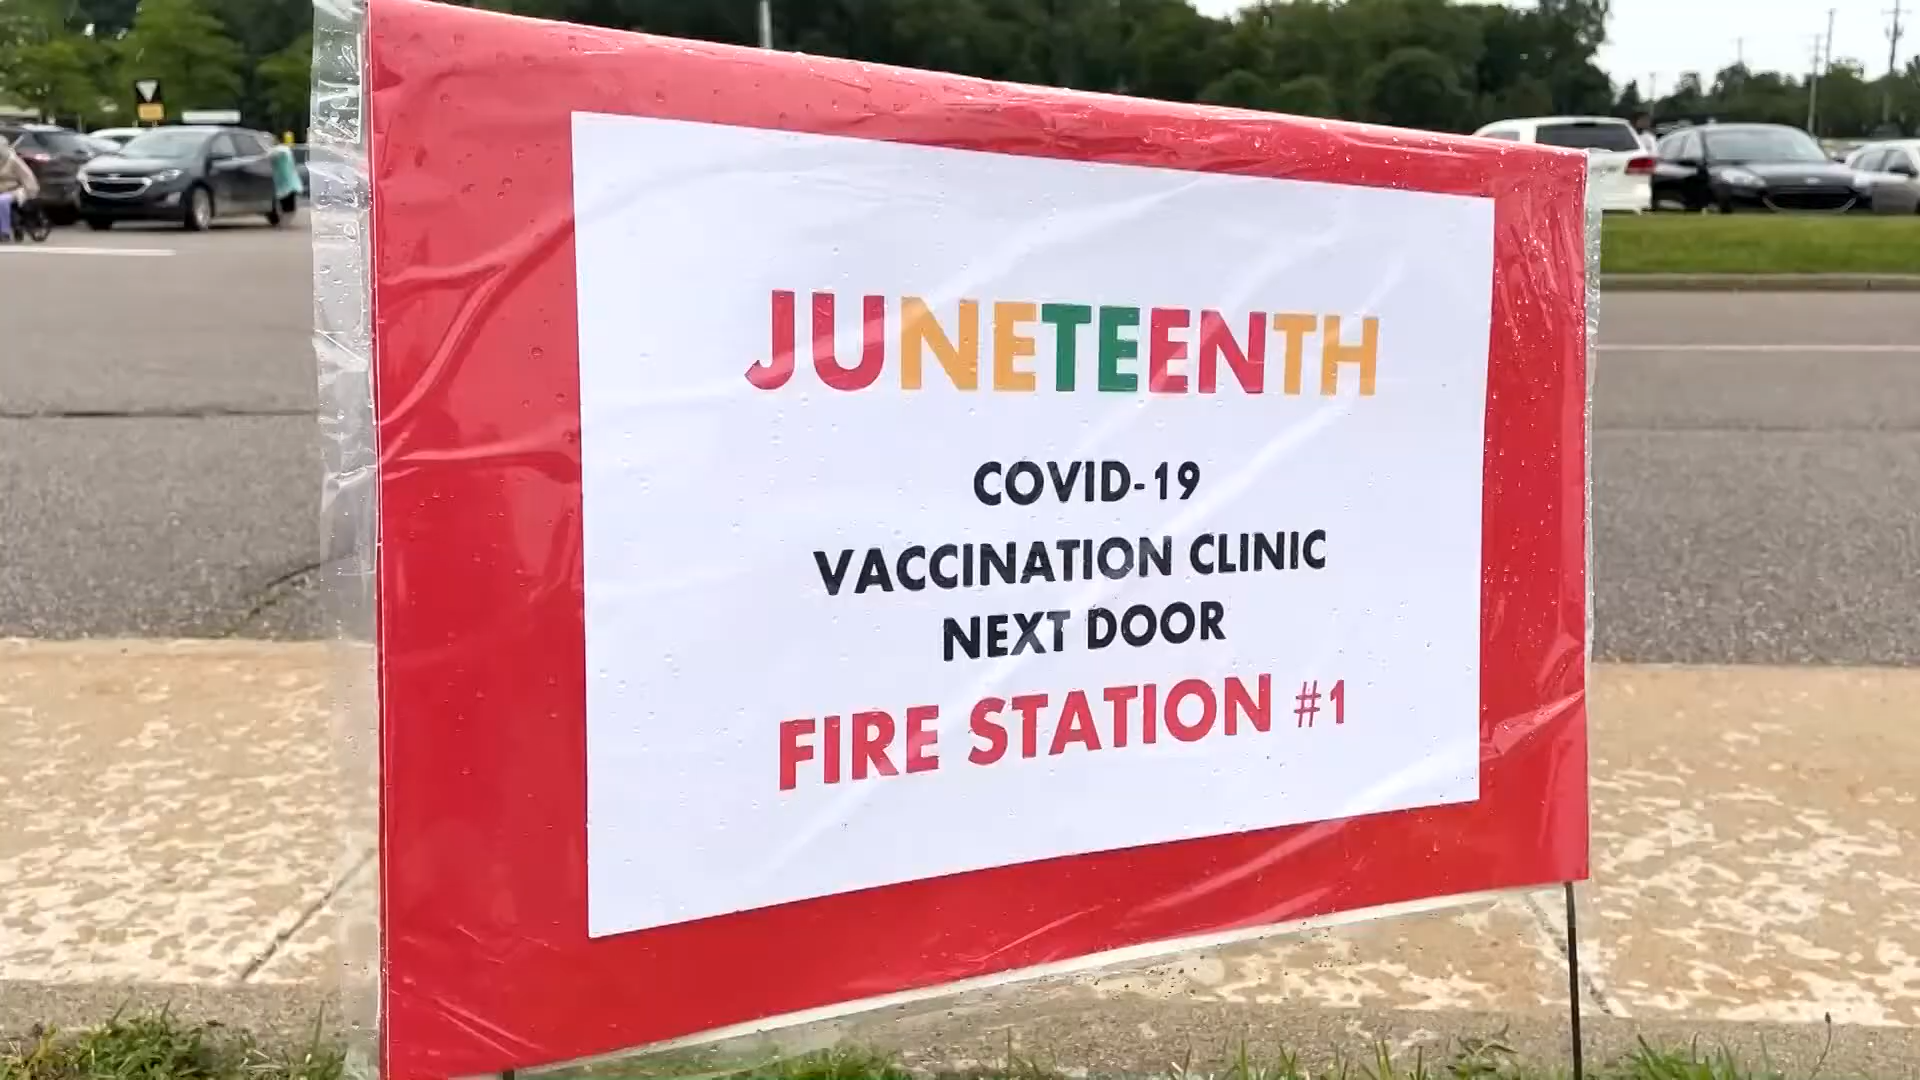 JUNETEENTH
COVID-19
VACCINATION CLINIC
NEXT DOOR
FIRE STATION #1